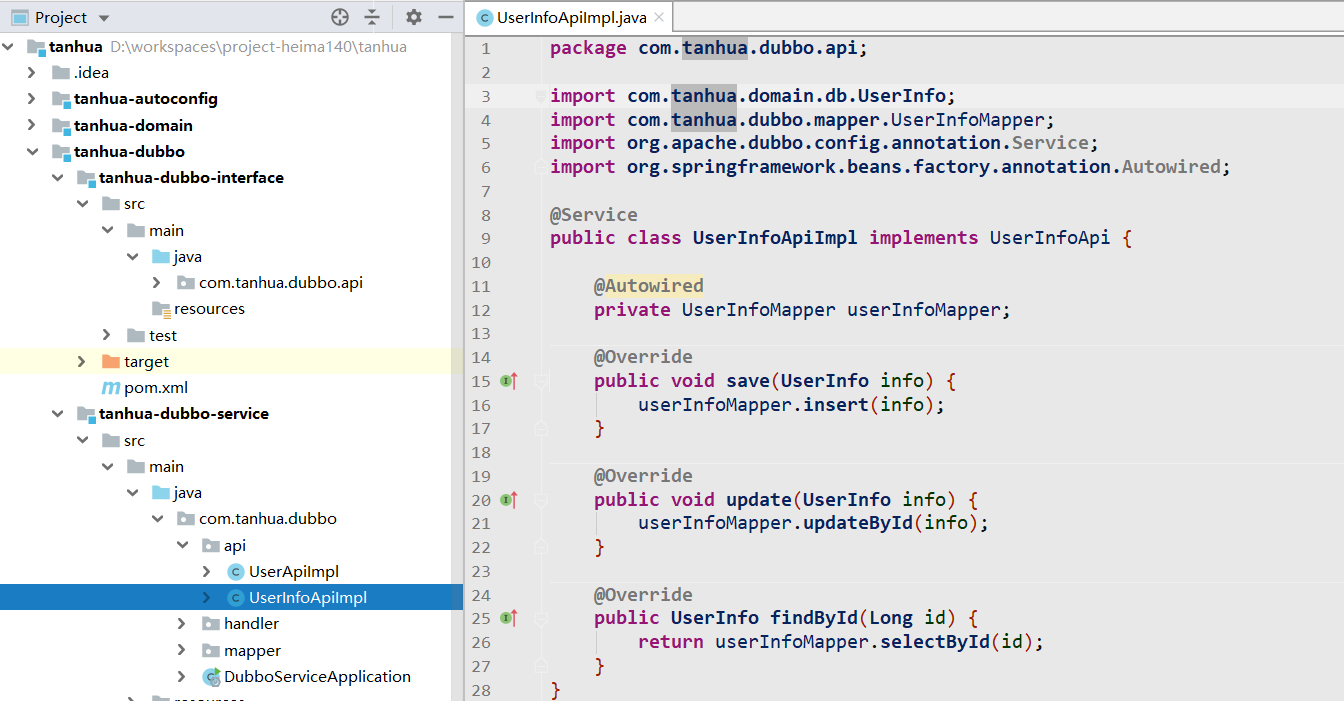 Project
tanhua D:\workspaces\project-heima140\tanhua
.idea
tanhua-autoconfig
tanhua-domain
tanhua-dubbo
tanhua-dubbo-interface
src
main
java
com.tanhua.dubbo.api
resources
test
target
pom.xml
tanhua-dubbo-service
src
main
java
com.tanhua.dubbo
api
UserApiImpl
UserInfoApiImpl
handler
mapper
DubboServiceApplication
resources
UserInfoApiImpl.java
1 package com.tanhua.dubbo.api;
2
3 import com.tanhua.domain.db.UserInfo;
4 import com.tanhua.dubbo.mapper.UserInfoMapper;
5 import org.apache.dubbo.config.annotation.Service;
6 import org.springframework.beans.factory.annotation.Autowired;
7
8 @Service
9 public class UserInfoApiImpl implements UserInfoApi {
10
11 @Autowired
12 private UserInfoMapper userInfoMapper;
13
14 @Override
15 public void save(UserInfo info) {
16 userInfoMapper.insert(info);
17 }
18
19 @Override
20 public void update(UserInfo info) {
21 userInfoMapper.updateById(info);
22 }
23
24 @Override
25 public UserInfo findById(Long id) {
26 return userInfoMapper.selectById(id);
27 }
28 }